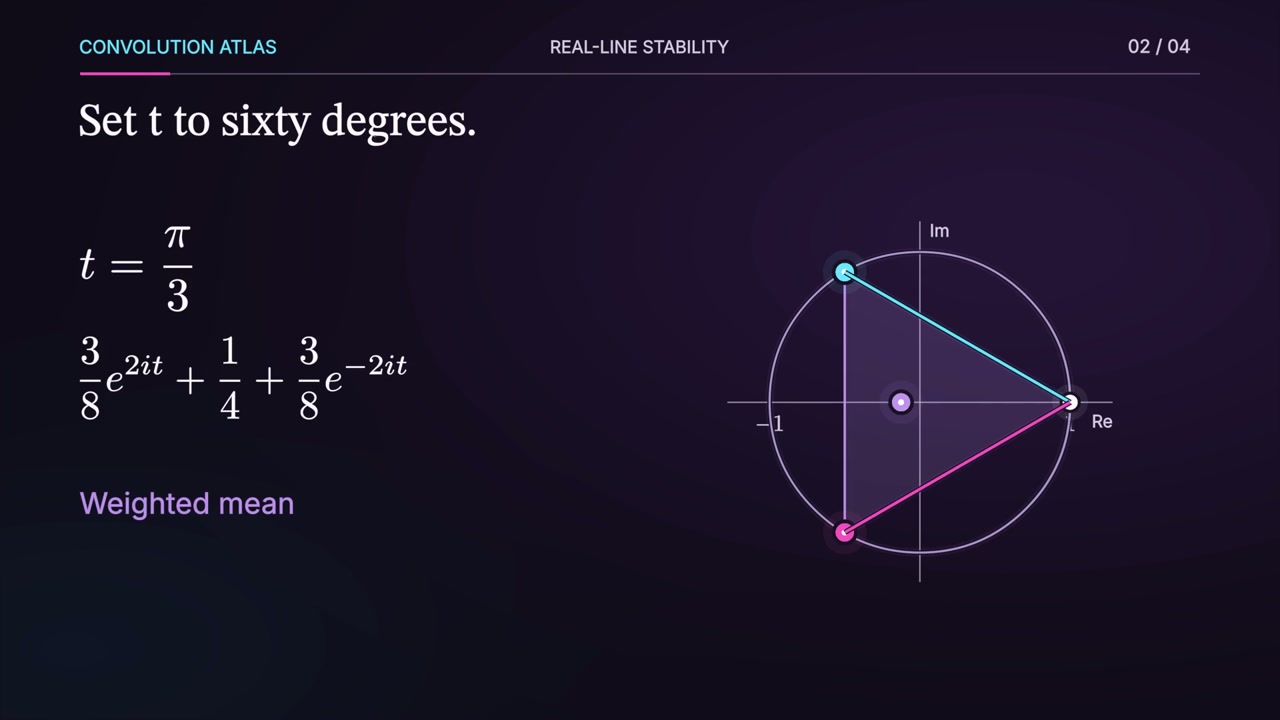 CONVOLUTION ATLAS
REAL-LINE STABILITY
02 / 04
Set t to sixty degrees.
t = π/3
3/8 e^{2it} + 1/4 + 3/8 e^{−2it}
Weighted mean
Im
−1
Re